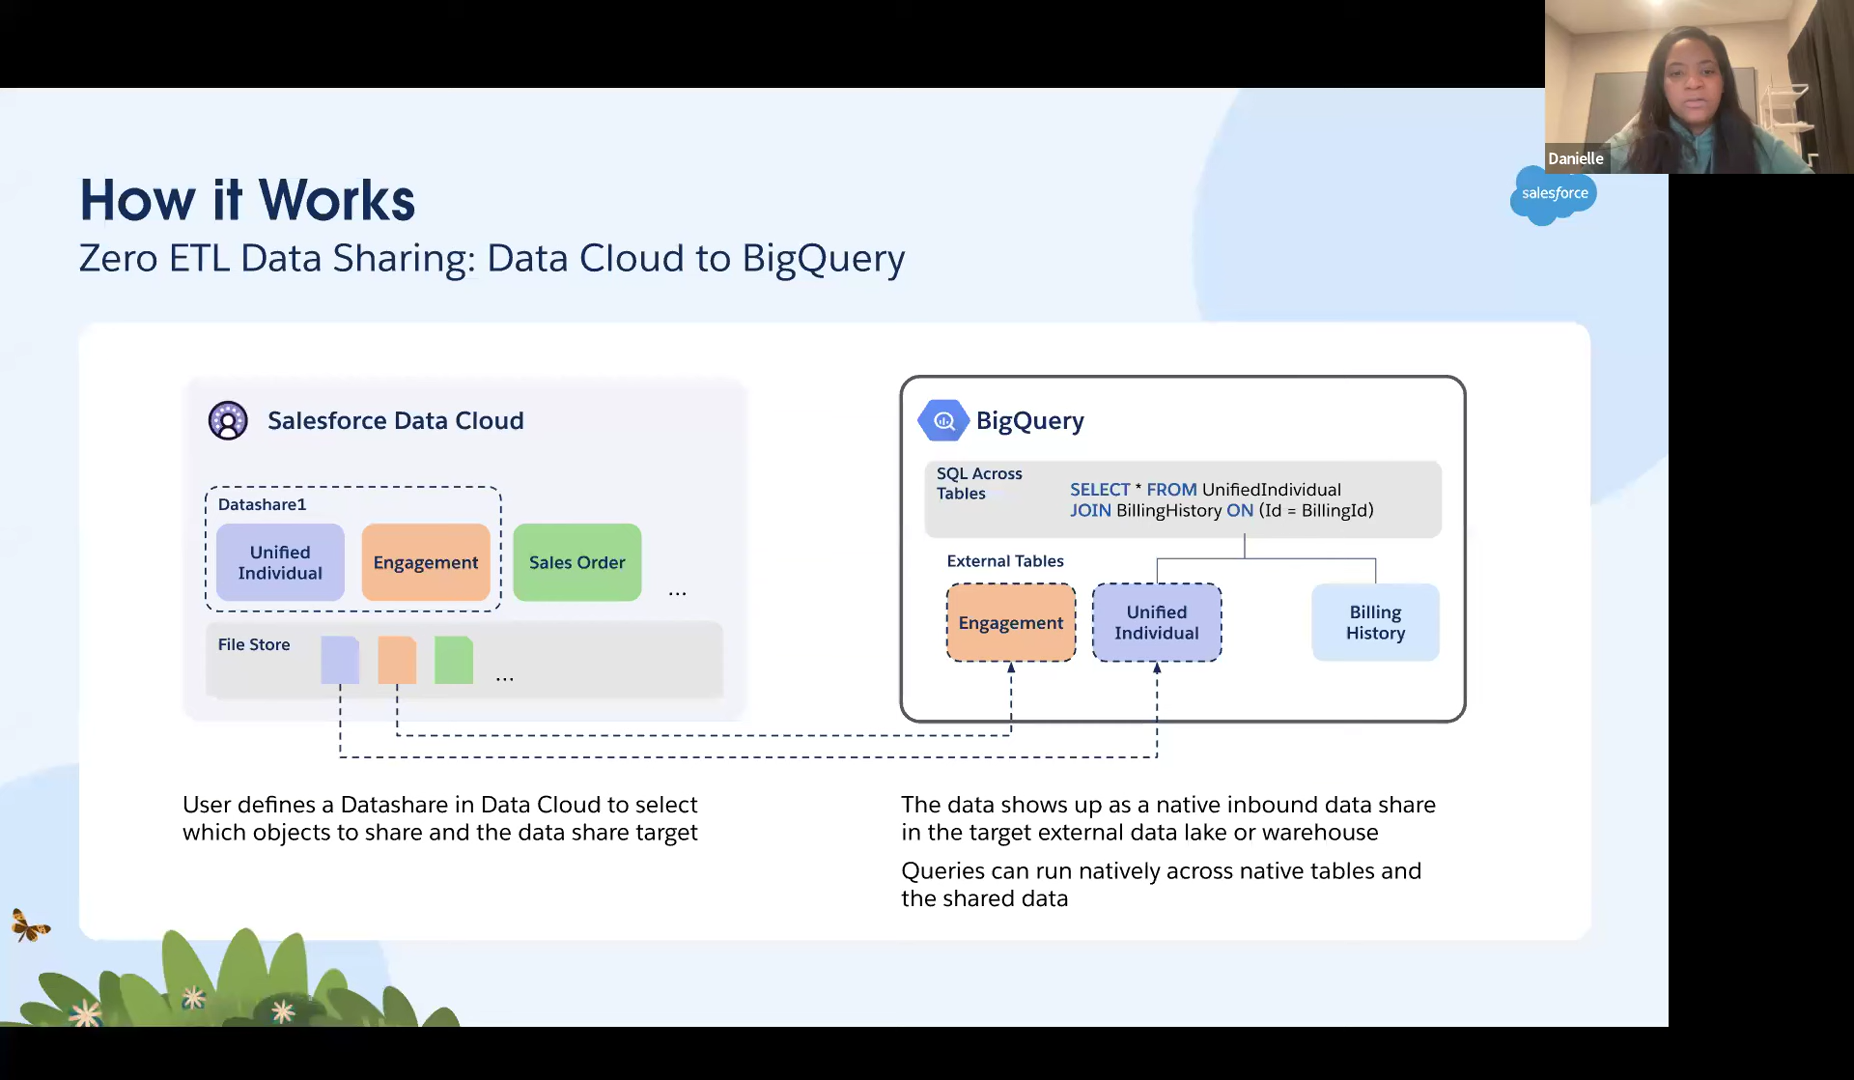 Danielle
salesforce
How it Works
Zero ETL Data Sharing: Data Cloud to BigQuery
Salesforce Data Cloud
Datashare1
Unified
Individual
Engagement
Sales Order
...
File Store
...
User defines a Datashare in Data Cloud to select
which objects to share and the data share target
BigQuery
SQL Across
Tables
SELECT * FROM UnifiedIndividual
JOIN BillingHistory ON (Id = BillingId)
External Tables
Engagement
Unified
Individual
Billing
History
The data shows up as a native inbound data share
in the target external data lake or warehouse
Queries can run natively across native tables and
the shared data